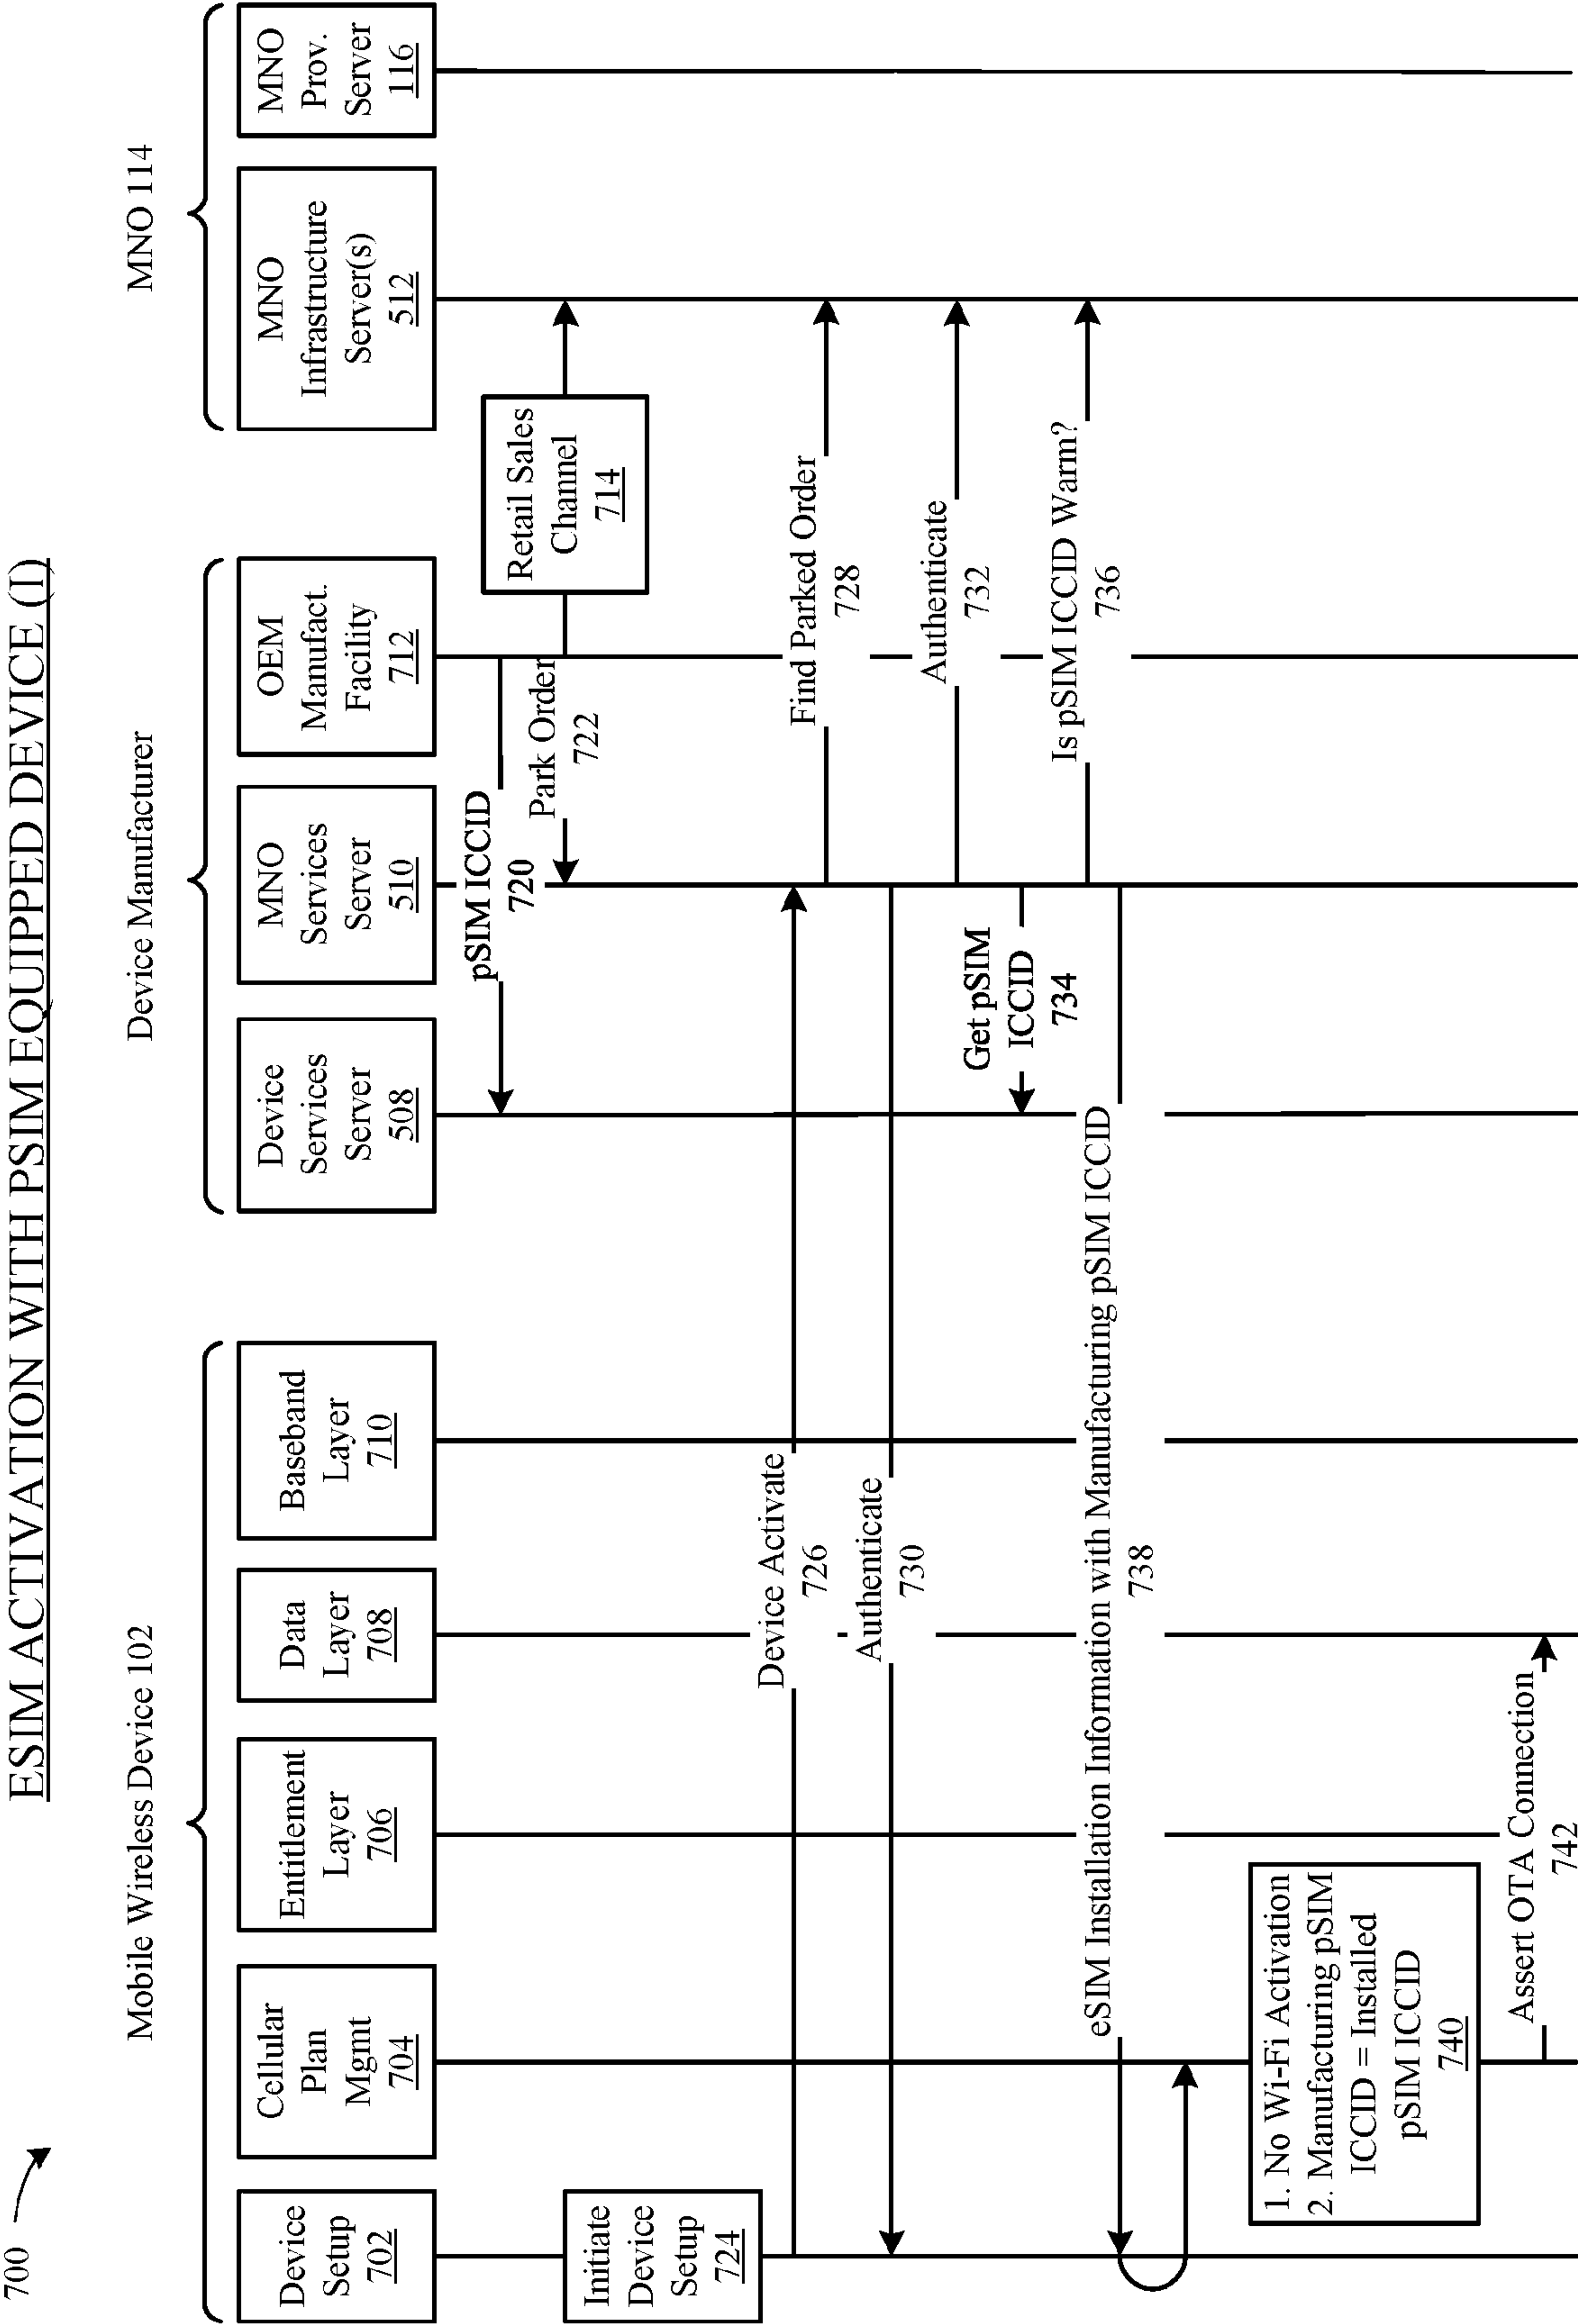 700
ESIM ACTIVATION WITH PSIM EQUIPPED DEVICE (I)
Mobile Wireless Device 102
Device Manufacturer
MNO 114
Device
Setup
702
Cellular
Plan
Mgmt
704
Entitlement
Layer
706
Data
Layer
708
Baseband
Layer
710
Device
Services
Server
508
MNO
Services
Server
510
OEM
Manufact.
Facility
712
MNO
Infrastructure
Server(s)
512
MNO
Prov.
Server
116
pSIM ICCID
720
Park Order
722
Retail Sales
Channel
714
Initiate
Device
Setup
724
Device Activate
726
Find Parked Order
728
Authenticate
730
Authenticate
732
Get pSIM
ICCID
734
Is pSIM ICCID Warm?
736
eSIM Installation Information with Manufacturing pSIM ICCID
738
1. No Wi-Fi Activation
2. Manufacturing pSIM
ICCID = Installed
pSIM ICCID
740
Assert OTA Connection
742